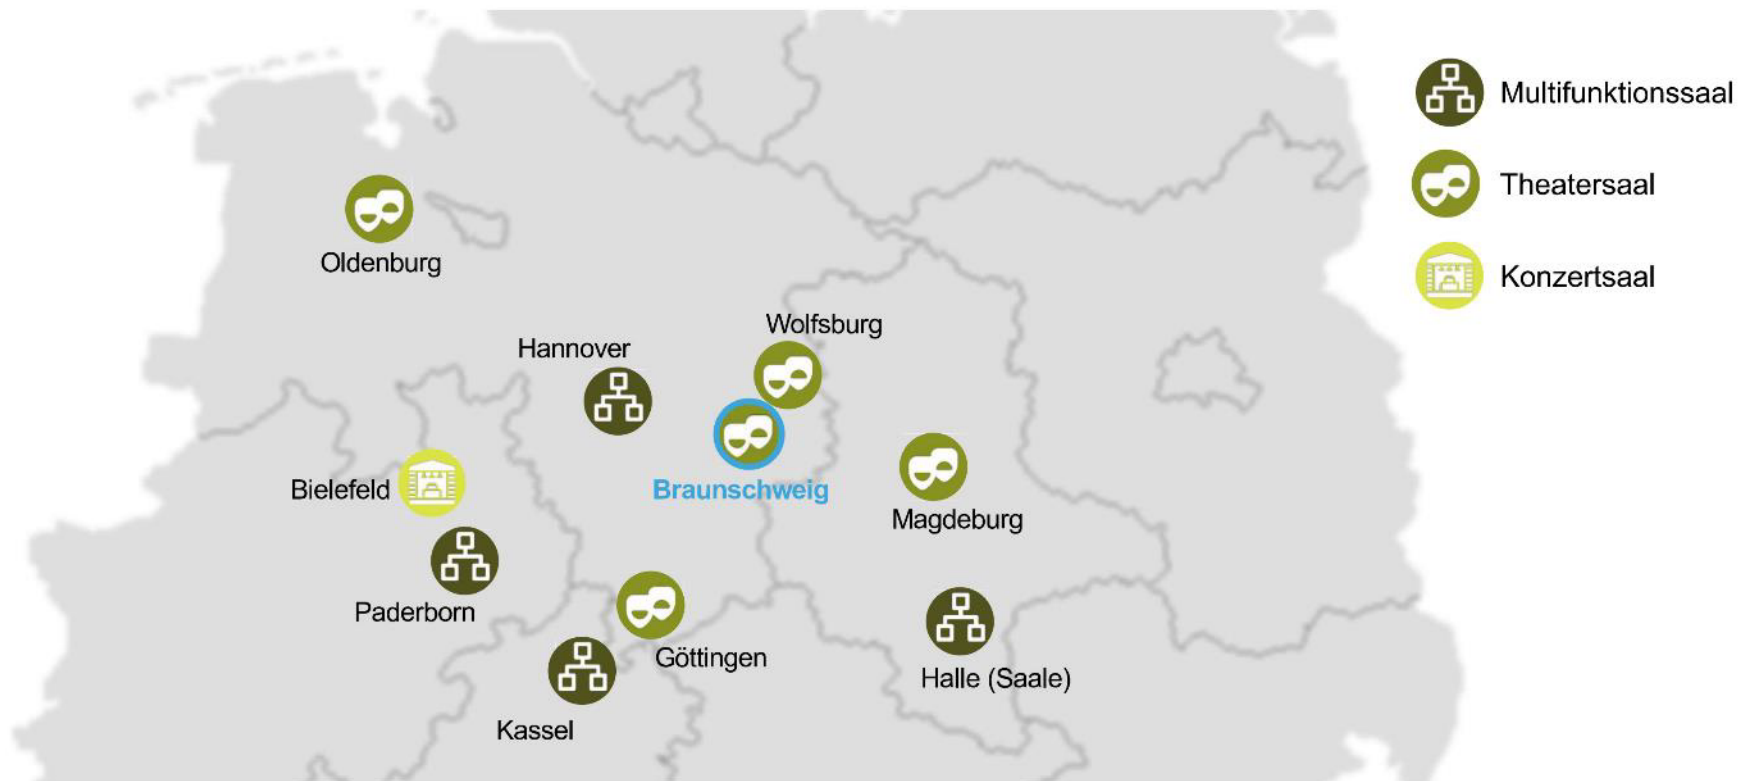 Multifunktionssaal
Theatersaal
Konzertsaal
Oldenburg
Wolfsburg
Hannover
Bielefeld
Braunschweig
Magdeburg
Paderborn
Göttingen
Halle (Saale)
Kassel